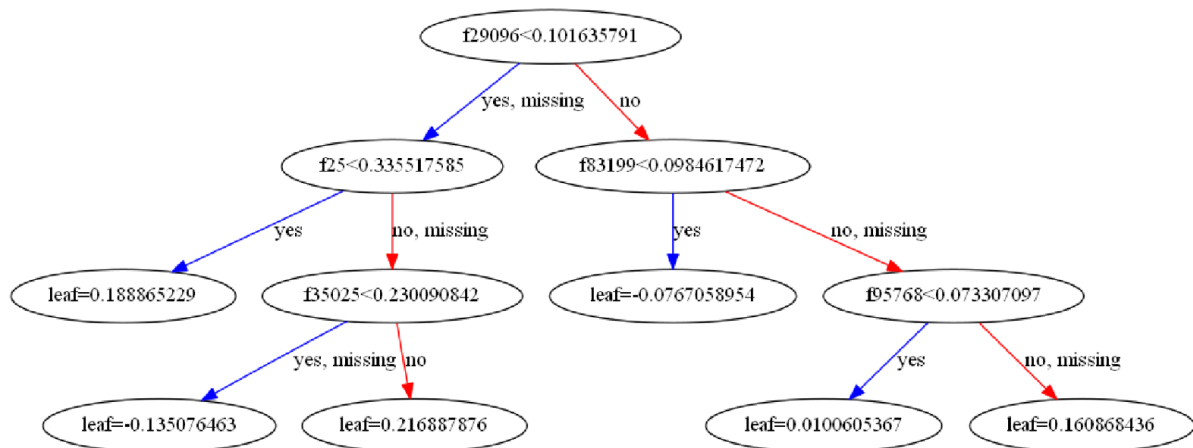 f29096<0.101635791
yes, missing
no
f25<0.335517585
f83199<0.0984617472
yes
no, missing
yes
no, missing
leaf=0.188865229
f35025<0.230090842
leaf=-0.0767058954
f95768<0.073307097
yes, missing
no
yes
no, missing
leaf=-0.135076463
leaf=0.216887876
leaf=0.0100605367
leaf=0.160868436